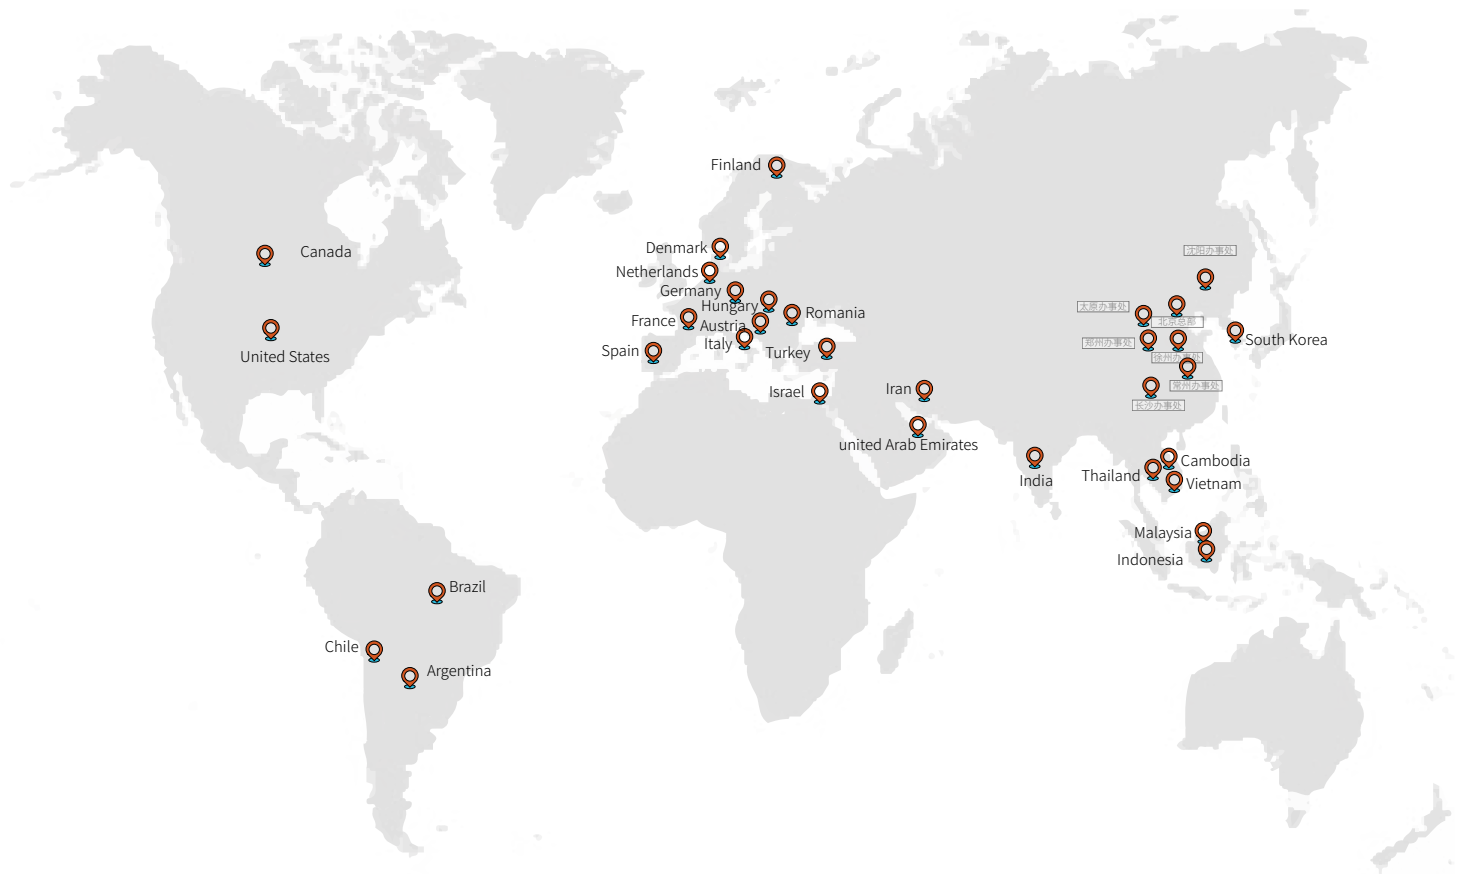 Finland
Denmark
沈阳办事处
Canada
Netherlands
Germany
Hungary
太原办事处
Romania
France
北京总部
Austria
South Korea
郑州办事处
Italy
Spain
Turkey
United States
徐州办事处
常州办事处
Israel
Iran
长沙办事处
united Arab Emirates
Cambodia
Thailand
India
Vietnam
Malaysia
Indonesia
Brazil
Chile
Argentina